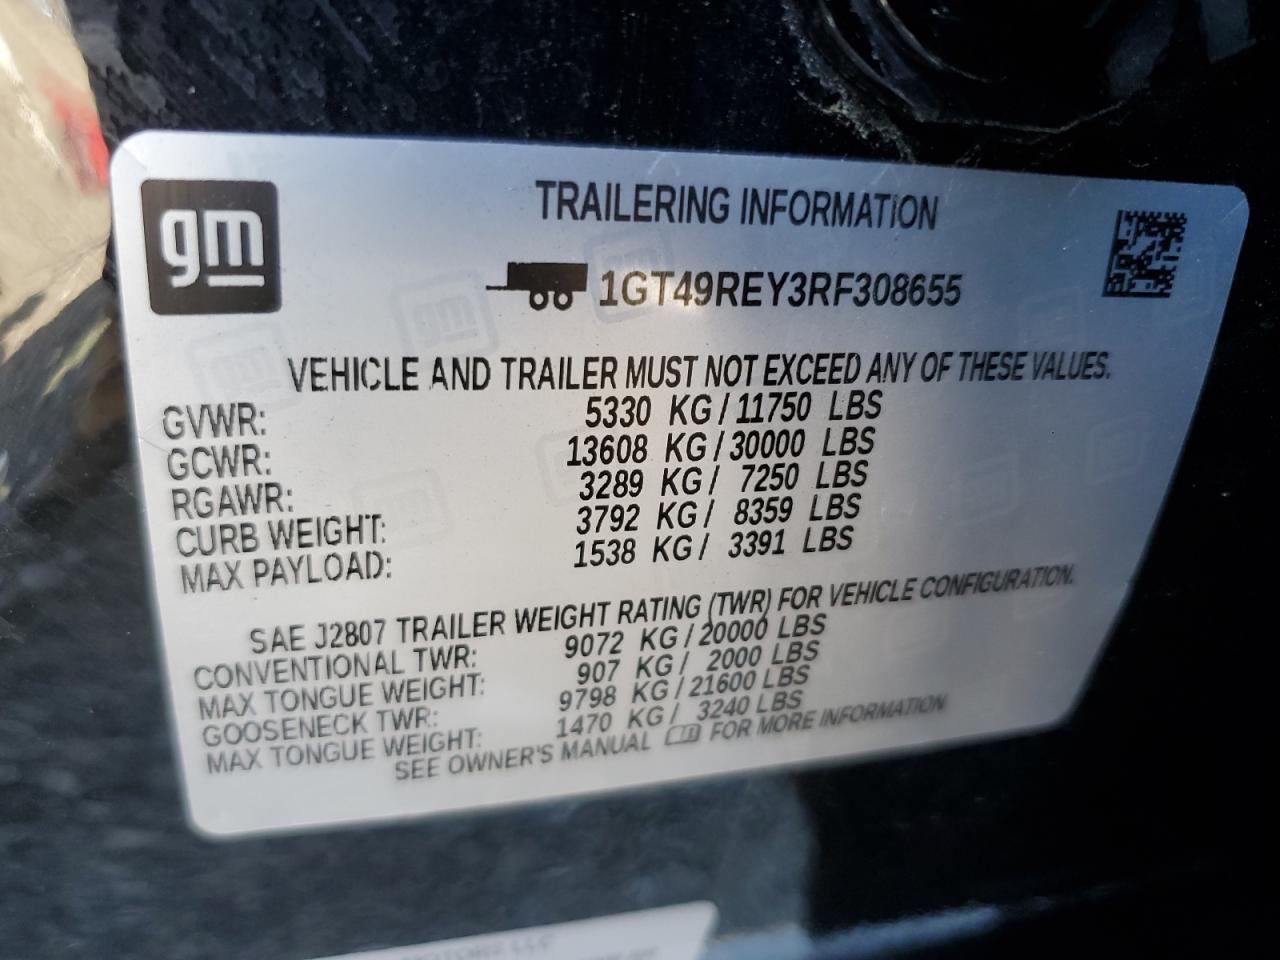 gm
TRAILERING INFORMATION
1GT49REY3RF308655
VEHICLE AND TRAILER MUST NOT EXCEED ANY OF THESE VALUES.
GVWR: 5330 KG/11750 LBS
GCWR: 13608 KG/30000 LBS
RGAWR: 3289 KG/ 7250 LBS
CURB WEIGHT: 3792 KG/ 8359 LBS
MAX PAYLOAD: 1538 KG/ 3391 LBS
SAE J2807 TRAILER WEIGHT RATING (TWR) FOR VEHICLE CONFIGURATION.
CONVENTIONAL TWR: 9072 KG/20000 LBS
MAX TONGUE WEIGHT: 907 KG/ 2000 LBS
GOOSENECK TWR: 9798 KG/21600 LBS
MAX TONGUE WEIGHT: 1470 KG/ 3240 LBS
SEE OWNER'S MANUAL FOR MORE INFORMATION